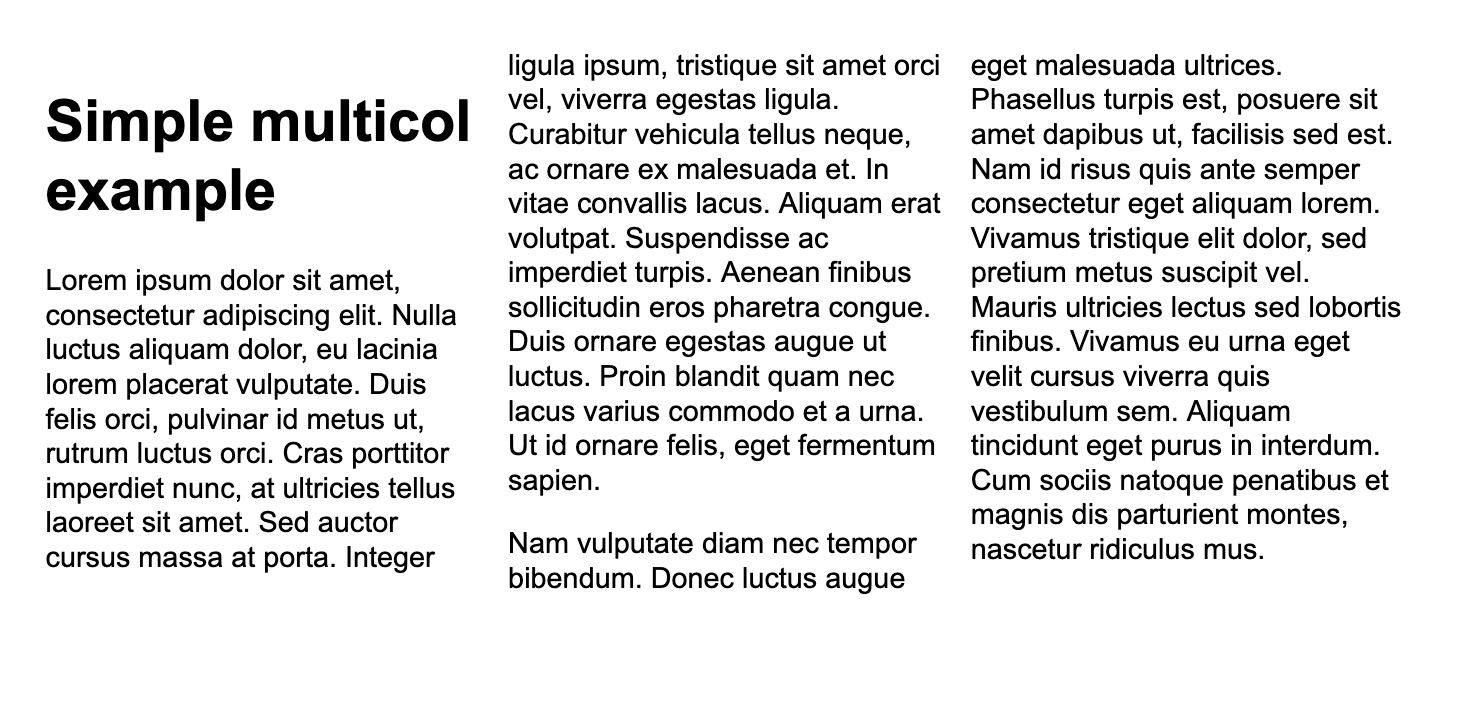 Simple multicol
example
Lorem ipsum dolor sit amet,
consectetur adipiscing elit. Nulla
luctus aliquam dolor, eu lacinia
lorem placerat vulputate. Duis
felis orci, pulvinar id metus ut,
rutrum luctus orci. Cras porttitor
imperdiet nunc, at ultricies tellus
laoreet sit amet. Sed auctor
cursus massa at porta. Integer
ligula ipsum, tristique sit amet orci
vel, viverra egestas ligula.
Curabitur vehicula tellus neque,
ac ornare ex malesuada et. In
vitae convallis lacus. Aliquam erat
volutpat. Suspendisse ac
imperdiet turpis. Aenean finibus
sollicitudin eros pharetra congue.
Duis ornare egestas augue ut
luctus. Proin blandit quam nec
lacus varius commodo et a urna.
Ut id ornare felis, eget fermentum
sapien.
Nam vulputate diam nec tempor
bibendum. Donec luctus augue
eget malesuada ultrices.
Phasellus turpis est, posuere sit
amet dapibus ut, facilisis sed est.
Nam id risus quis ante semper
consectetur eget aliquam lorem.
Vivamus tristique elit dolor, sed
pretium metus suscipit vel.
Mauris ultricies lectus sed lobortis
finibus. Vivamus eu urna eget
velit cursus viverra quis
vestibulum sem. Aliquam
tincidunt eget purus in interdum.
Cum sociis natoque penatibus et
magnis dis parturient montes,
nascetur ridiculus mus.